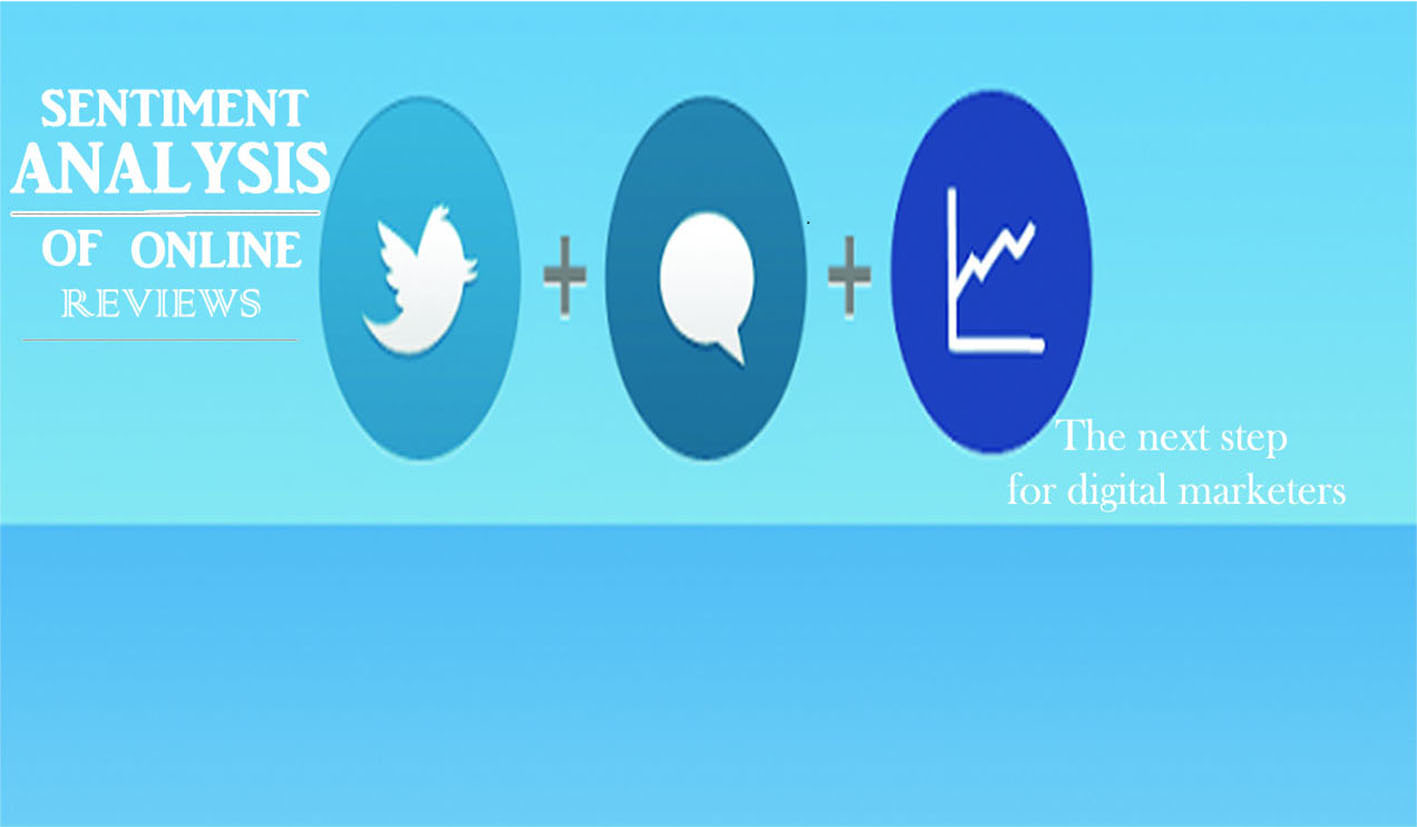 SENTIMENT
ANALYSIS
OF ONLINE
REVIEWS
The next step
for digital marketers